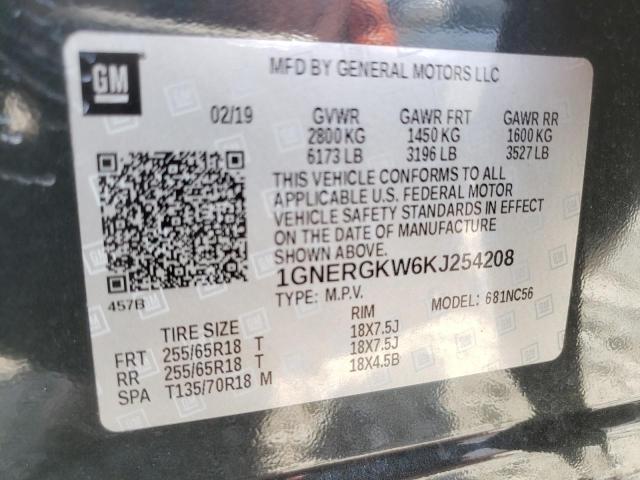 GM
MFD BY GENERAL MOTORS LLC
02/19 GVWR GAWR FRT GAWR RR
2800 KG 1450 KG 1600 KG
6173 LB 3196 LB 3527 LB
THIS VEHICLE CONFORMS TO ALL
APPLICABLE U.S. FEDERAL MOTOR
VEHICLE SAFETY STANDARDS IN EFFECT
ON THE DATE OF MANUFACTURE
SHOWN ABOVE.
1GNERGKW6KJ254208
457B TYPE: M.P.V. MODEL: 681NC56
TIRE SIZE RIM
FRT 255/65R18 T 18X7.5J
RR 255/65R18 T 18X7.5J
SPA T135/70R18 M 18X4.5B